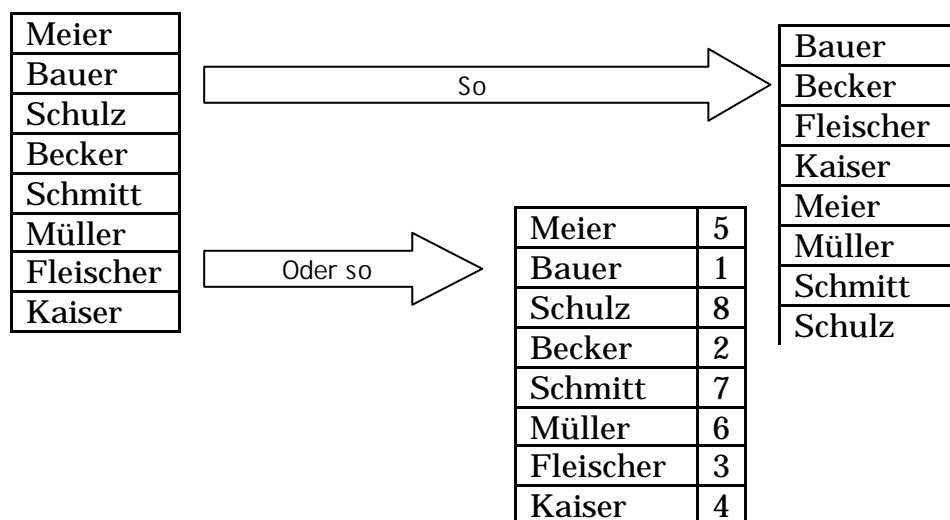 Meier
Bauer
Schulz
Becker
Schmitt
Müller
Fleischer
Kaiser
So
Oder so
Meier 5
Bauer 1
Schulz 8
Becker 2
Schmitt 7
Müller 6
Fleischer 3
Kaiser 4
Bauer
Becker
Fleischer
Kaiser
Meier
Müller
Schmitt
Schulz